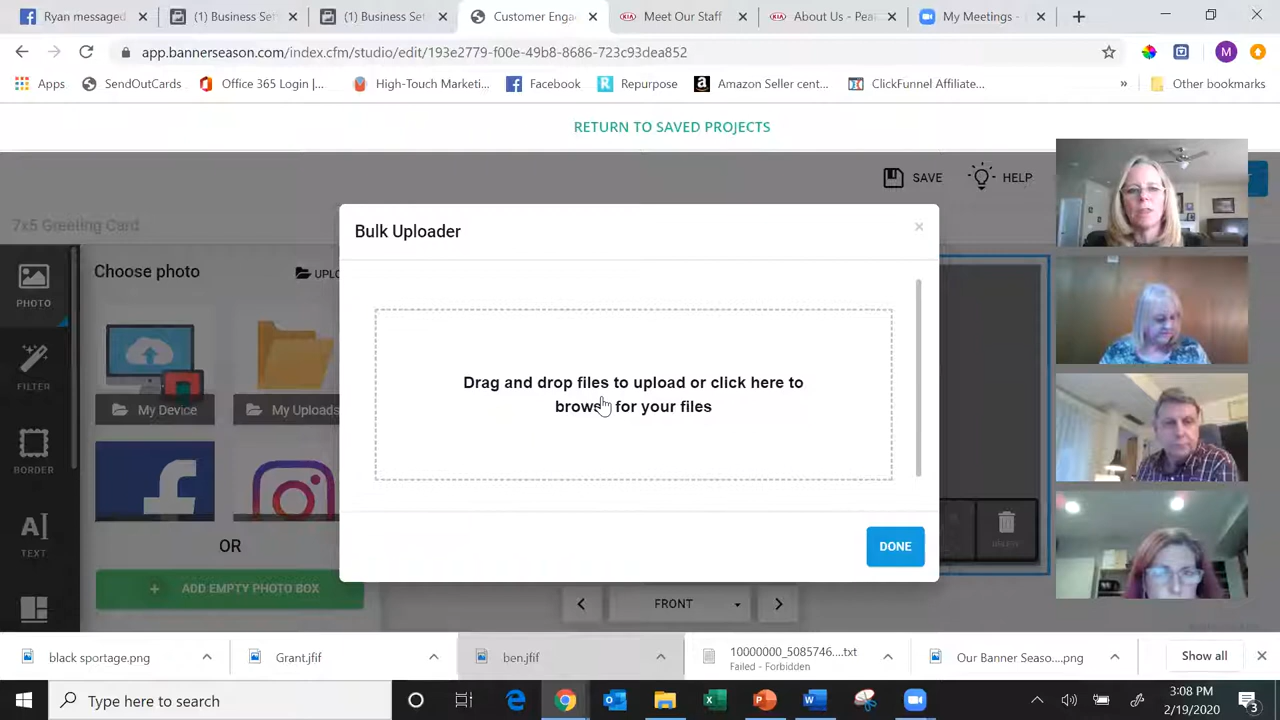 Ryan messaged
(1) Business Set
(1) Business Set
Customer Enga
Meet Our Staff
About Us - Pear
My Meetings -
app.bannerseason.com/index.cfm/studio/edit/193e2779-f00e-49b8-8686-723c93dea852
M
Apps
SendOutCards
Office 365 Login |...
High-Touch Marketi...
Facebook
Repurpose
Amazon Seller cent...
ClickFunnel Affiliate...
»
Other bookmarks
RETURN TO SAVED PROJECTS
SAVE
HELP
7x5 Greeting Card
Bulk Uploader
×
PHOTO
Choose photo
UPLO
My Device
My Uploads
FILTER
BORDER
TEXT
OR
+ ADD EMPTY PHOTO BOX
Drag and drop files to upload or click here to
for your files
DONE
DELETE
FRONT
black sportage.png
Grant.jfif
ben.jfif
10000000_5085746....txt
Failed - Forbidden
Our Banner Seaso....png
Show all
Type here to search
3:08 PM
2/19/2020
3